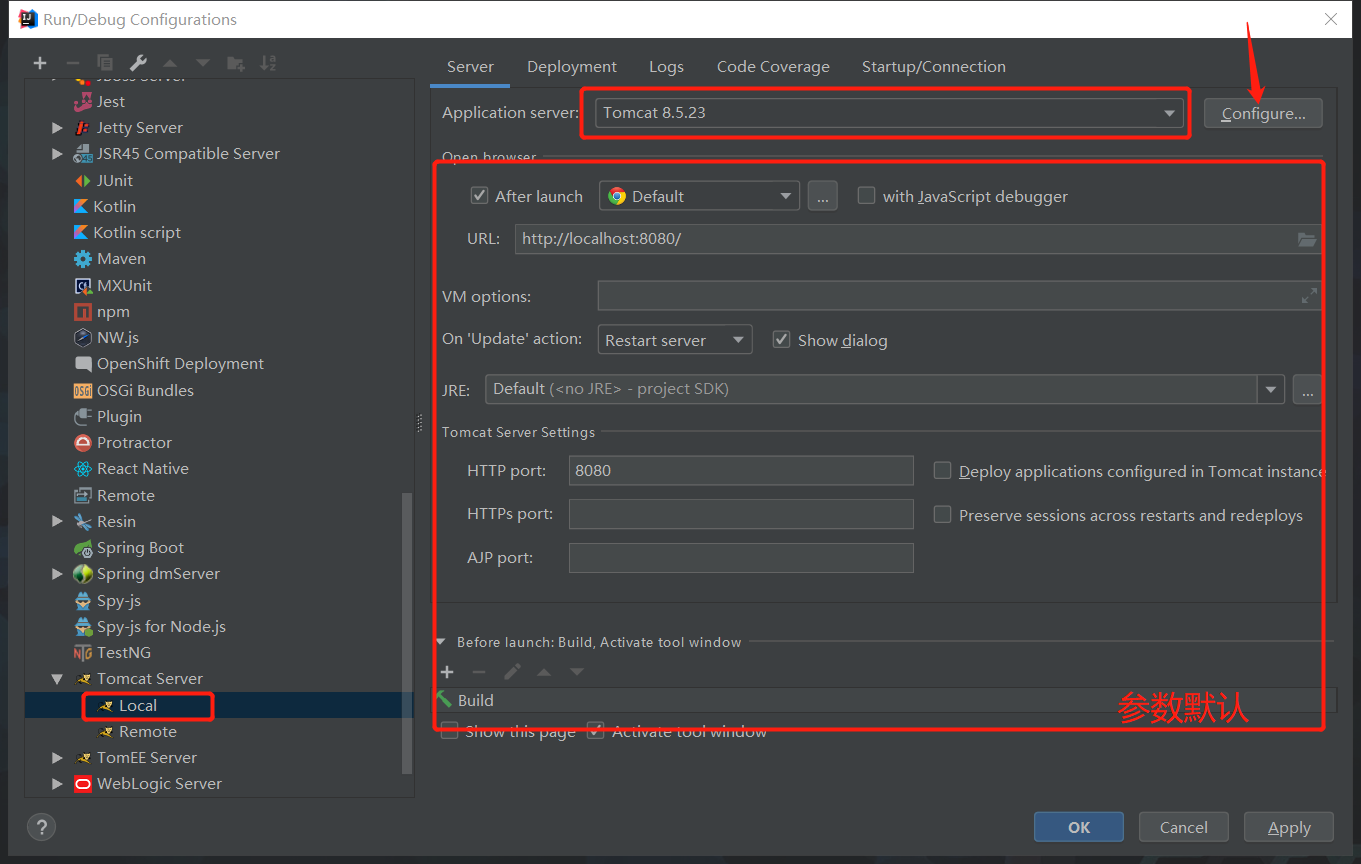 Run/Debug Configurations
JBoss Server
Jest
Jetty Server
JSR45 Compatible Server
JUnit
Kotlin
Kotlin script
Maven
MXUnit
npm
NW.js
OpenShift Deployment
OSGi Bundles
Plugin
Protractor
React Native
Remote
Resin
Spring Boot
Spring dmServer
Spy-js
Spy-js for Node.js
TestNG
Tomcat Server
Local
Remote
TomEE Server
WebLogic Server
Server Deployment Logs Code Coverage Startup/Connection
Application server: Tomcat 8.5.23 Configure...
Open browser
After launch Default ... with JavaScript debugger
URL: http://localhost:8080/
VM options:
On 'Update' action: Restart server Show dialog
JRE: Default (<no JRE> - project SDK) ...
Tomcat Server Settings
HTTP port: 8080 Deploy applications configured in Tomcat instance
HTTPs port: Preserve sessions across restarts and redeploys
AJP port:
Before launch: Build, Activate tool window
Build
参数默认
Show this page Activate tool window
? OK Cancel Apply